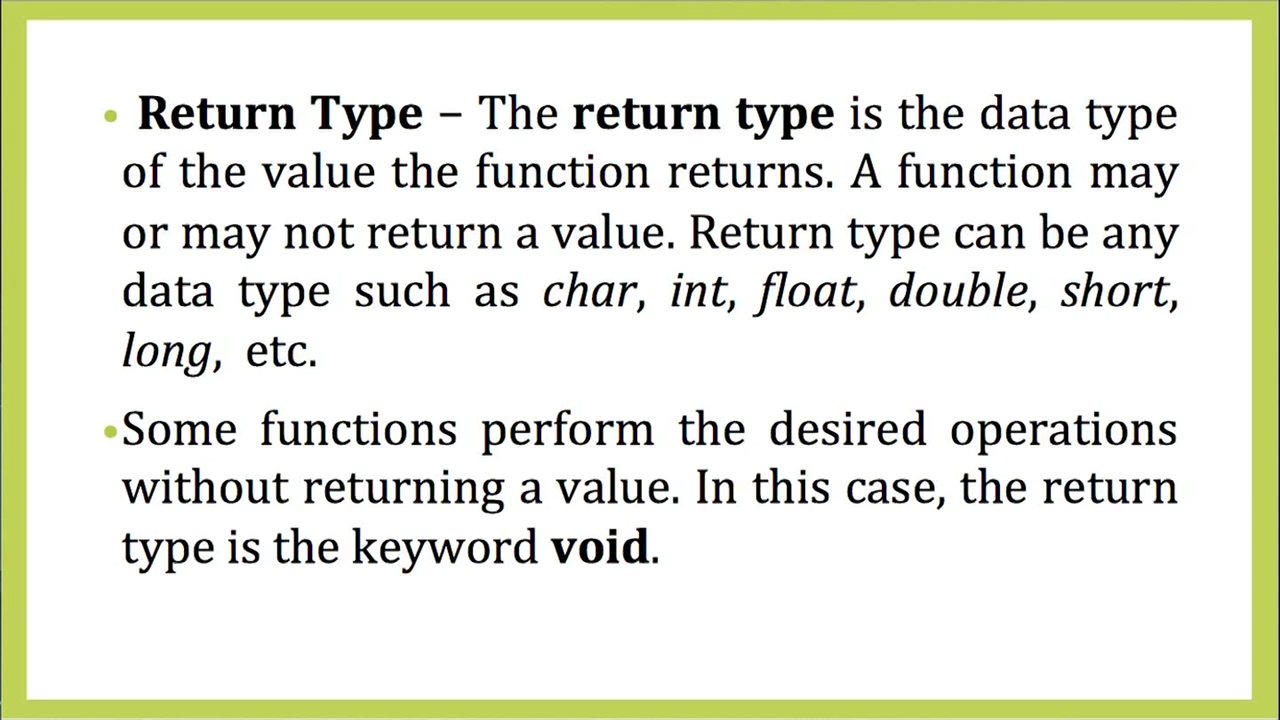 • Return Type – The return type is the data type
of the value the function returns. A function may
or may not return a value. Return type can be any
data type such as char, int, float, double, short,
long, etc.
•Some functions perform the desired operations
without returning a value. In this case, the return
type is the keyword void.